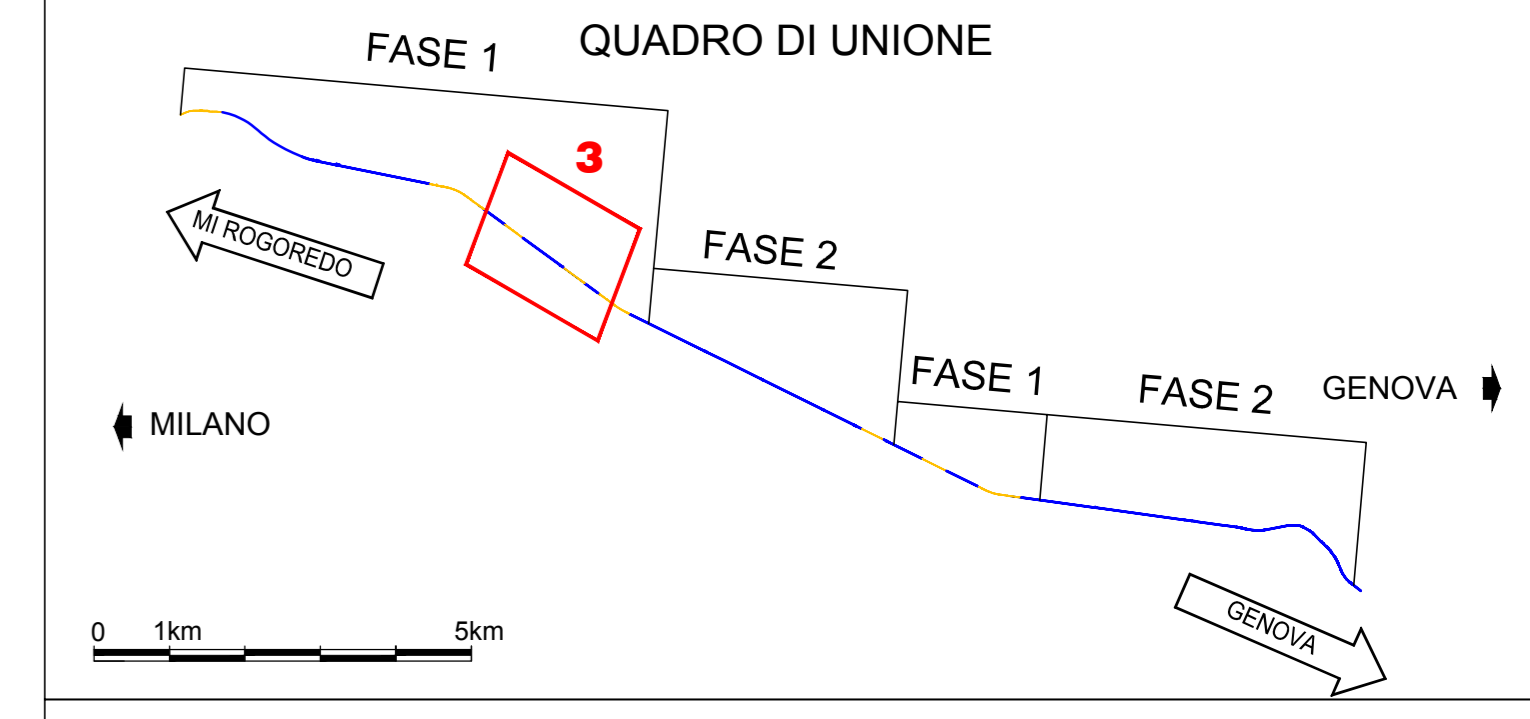 QUADRO DI UNIONE
FASE 1
3
MI ROGOREDO
FASE 2
FASE 1
FASE 2
GENOVA
MILANO
0 1km 5km
GENOVA